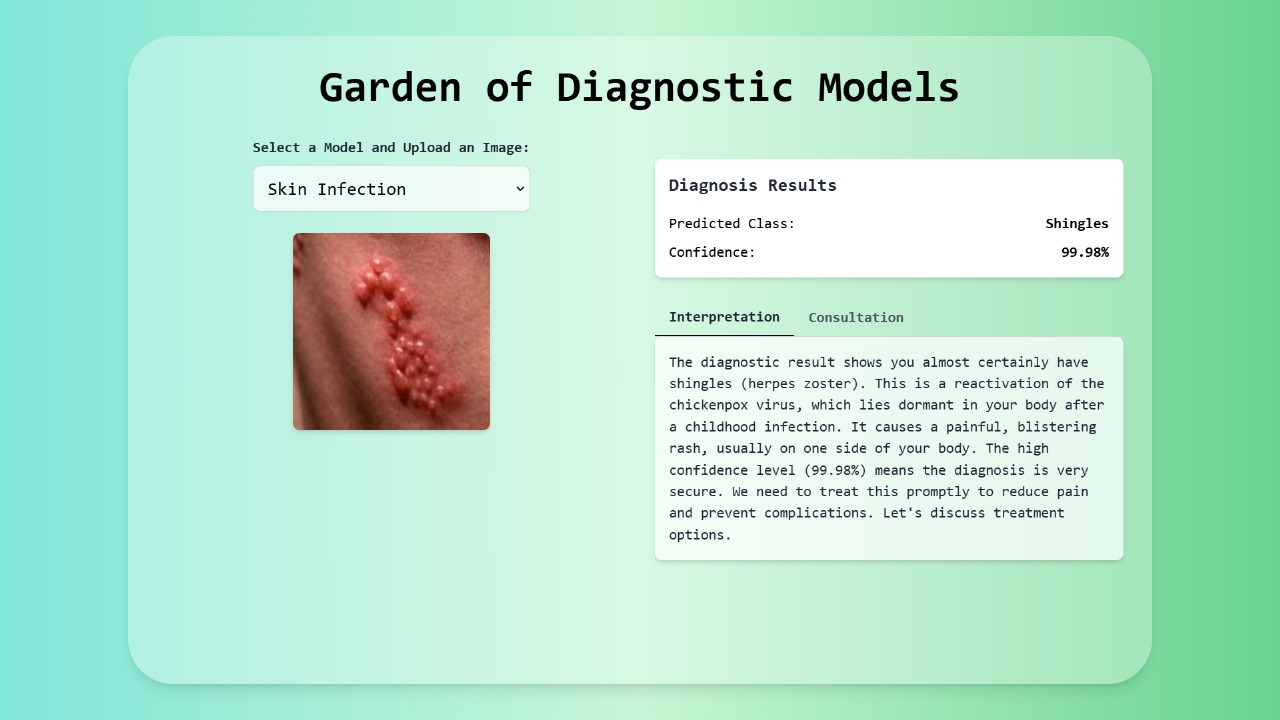 Garden of Diagnostic Models
Select a Model and Upload an Image:
Skin Infection
Diagnosis Results
Predicted Class: Shingles
Confidence: 99.98%
Interpretation Consultation
The diagnostic result shows you almost certainly have
shingles (herpes zoster). This is a reactivation of the
chickenpox virus, which lies dormant in your body after
a childhood infection. It causes a painful, blistering
rash, usually on one side of your body. The high
confidence level (99.98%) means the diagnosis is very
secure. We need to treat this promptly to reduce pain
and prevent complications. Let's discuss treatment
options.